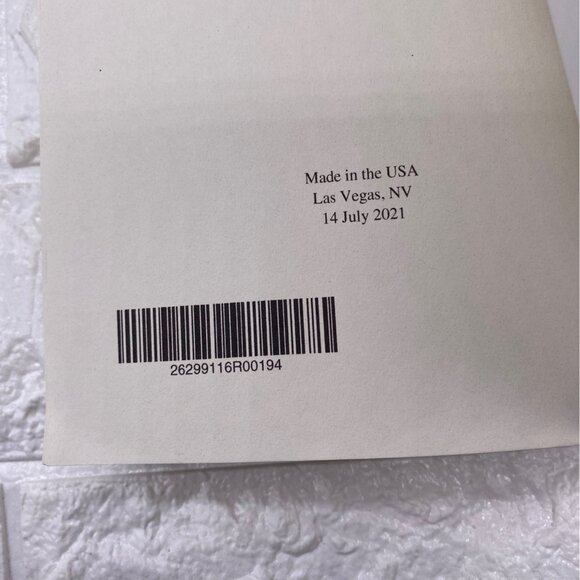 Made in the USA
Las Vegas, NV
14 July 2021
26299116R00194